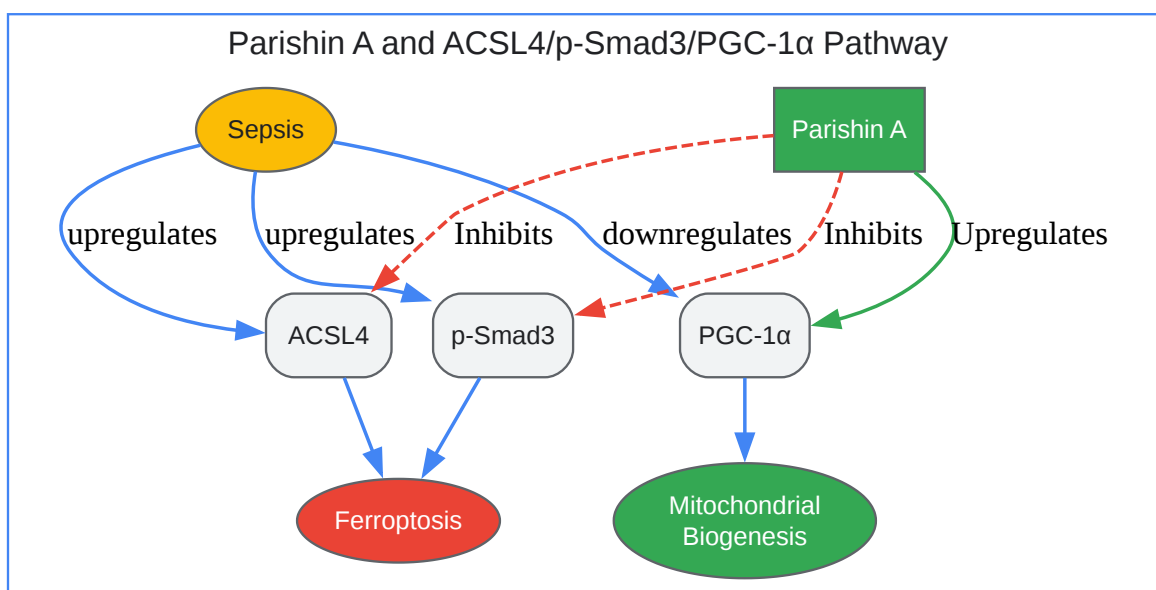 Parishin A and ACSL4/p-Smad3/PGC-1α Pathway
Sepsis
Parishin A
upregulates
upregulates
Inhibits
downregulates
Inhibits
Upregulates
ACSL4
p-Smad3
PGC-1α
Ferroptosis
Mitochondrial
Biogenesis